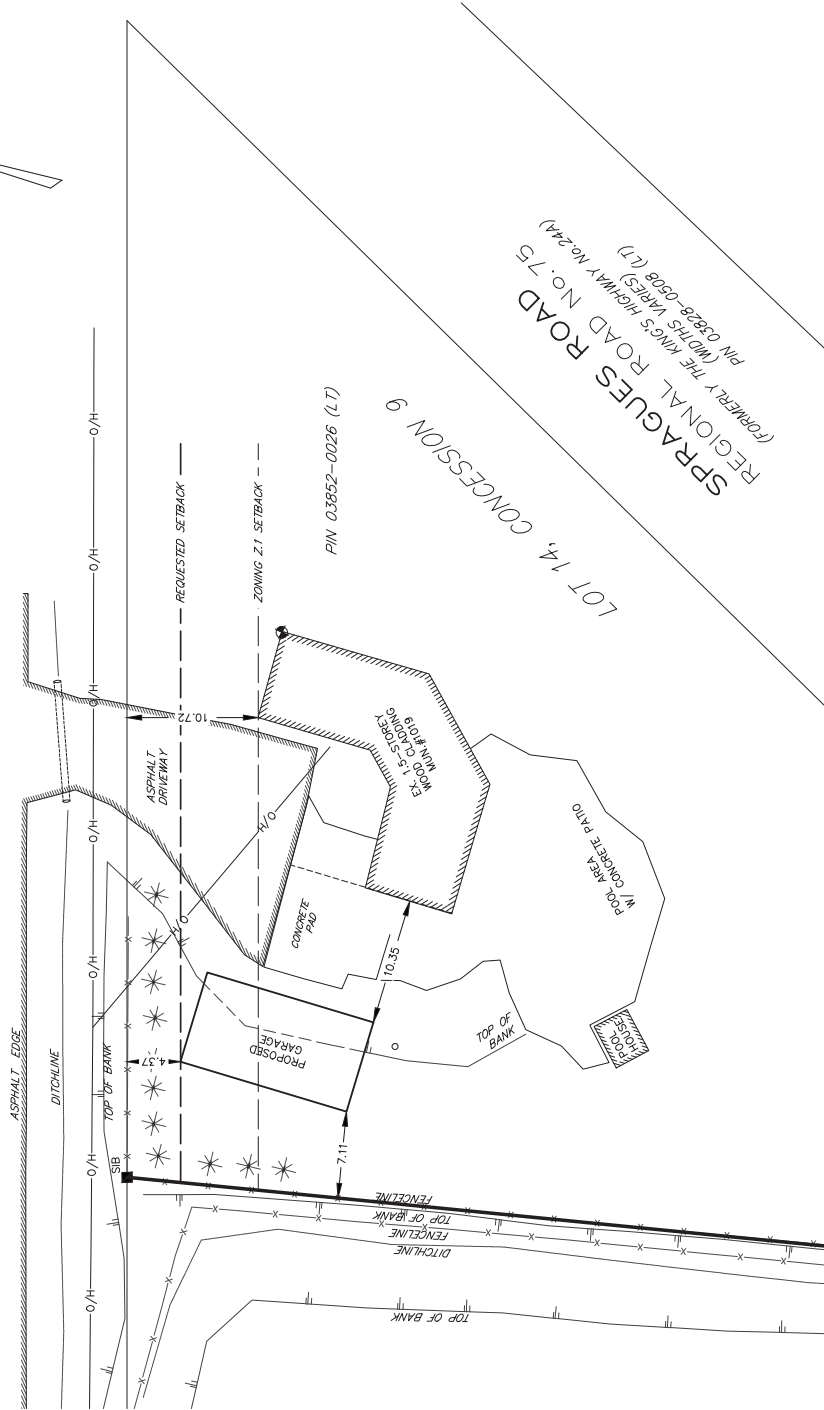 SPRAGUES ROAD
REGIONAL ROAD No. 75
(FORMERLY THE KING'S HIGHWAY No.24A)
(WIDTHS VARIES)
PIN 03828-0508 (LT)
LOT 14, CONCESSION 9
PIN 03852-0026 (LT)
O/H
O/H
O/H
O/H
O/H
O/H
O/H
REQUESTED SETBACK
ZONING 2.1 SETBACK
10.72
ASPHALT
DRIVEWAY
H/O
H/O
EX. 1.5-STOREY
WOOD CLADDING
MUN.#1019
POOL AREA
W/ CONCRETE PATIO
CONCRETE
PAD
10.35
PROPOSED
GARAGE
4.37
7.11
TOP OF
BANK
POOL
HOUSE
ASPHALT EDGE
DITCHLINE
TOP OF BANK
SIB
FENCELINE
TOP OF BANK
FENCELINE
DITCHLINE
TOP OF BANK